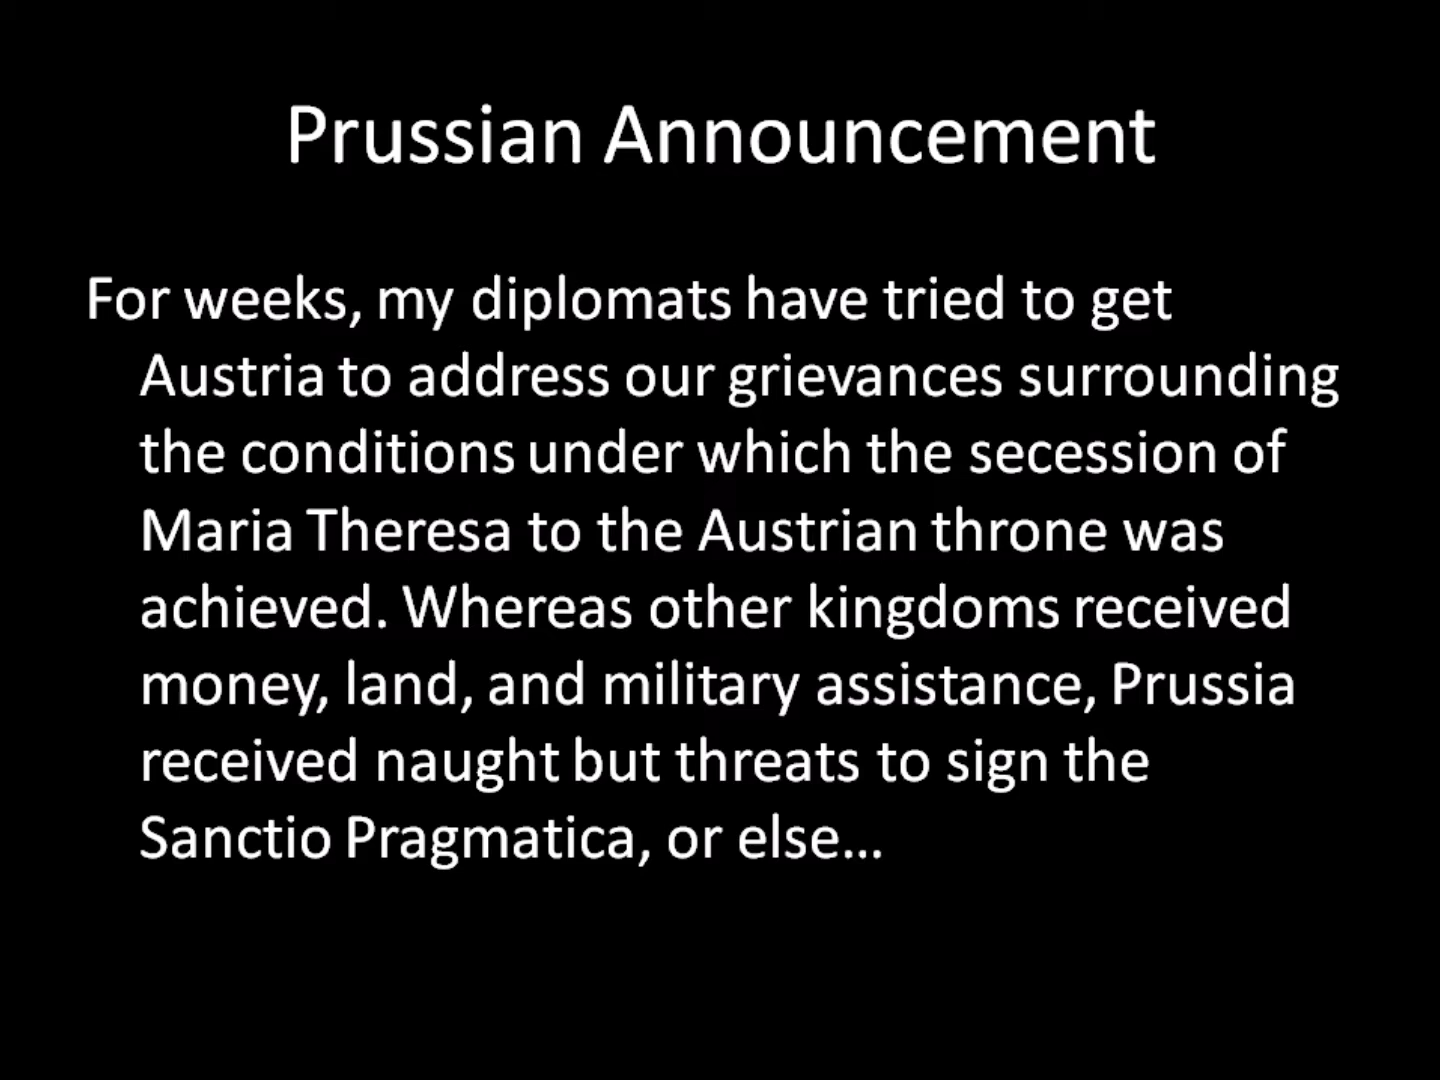 Prussian Announcement
For weeks, my diplomats have tried to get
Austria to address our grievances surrounding
the conditions under which the secession of
Maria Theresa to the Austrian throne was
achieved. Whereas other kingdoms received
money, land, and military assistance, Prussia
received naught but threats to sign the
Sanctio Pragmatica, or else…